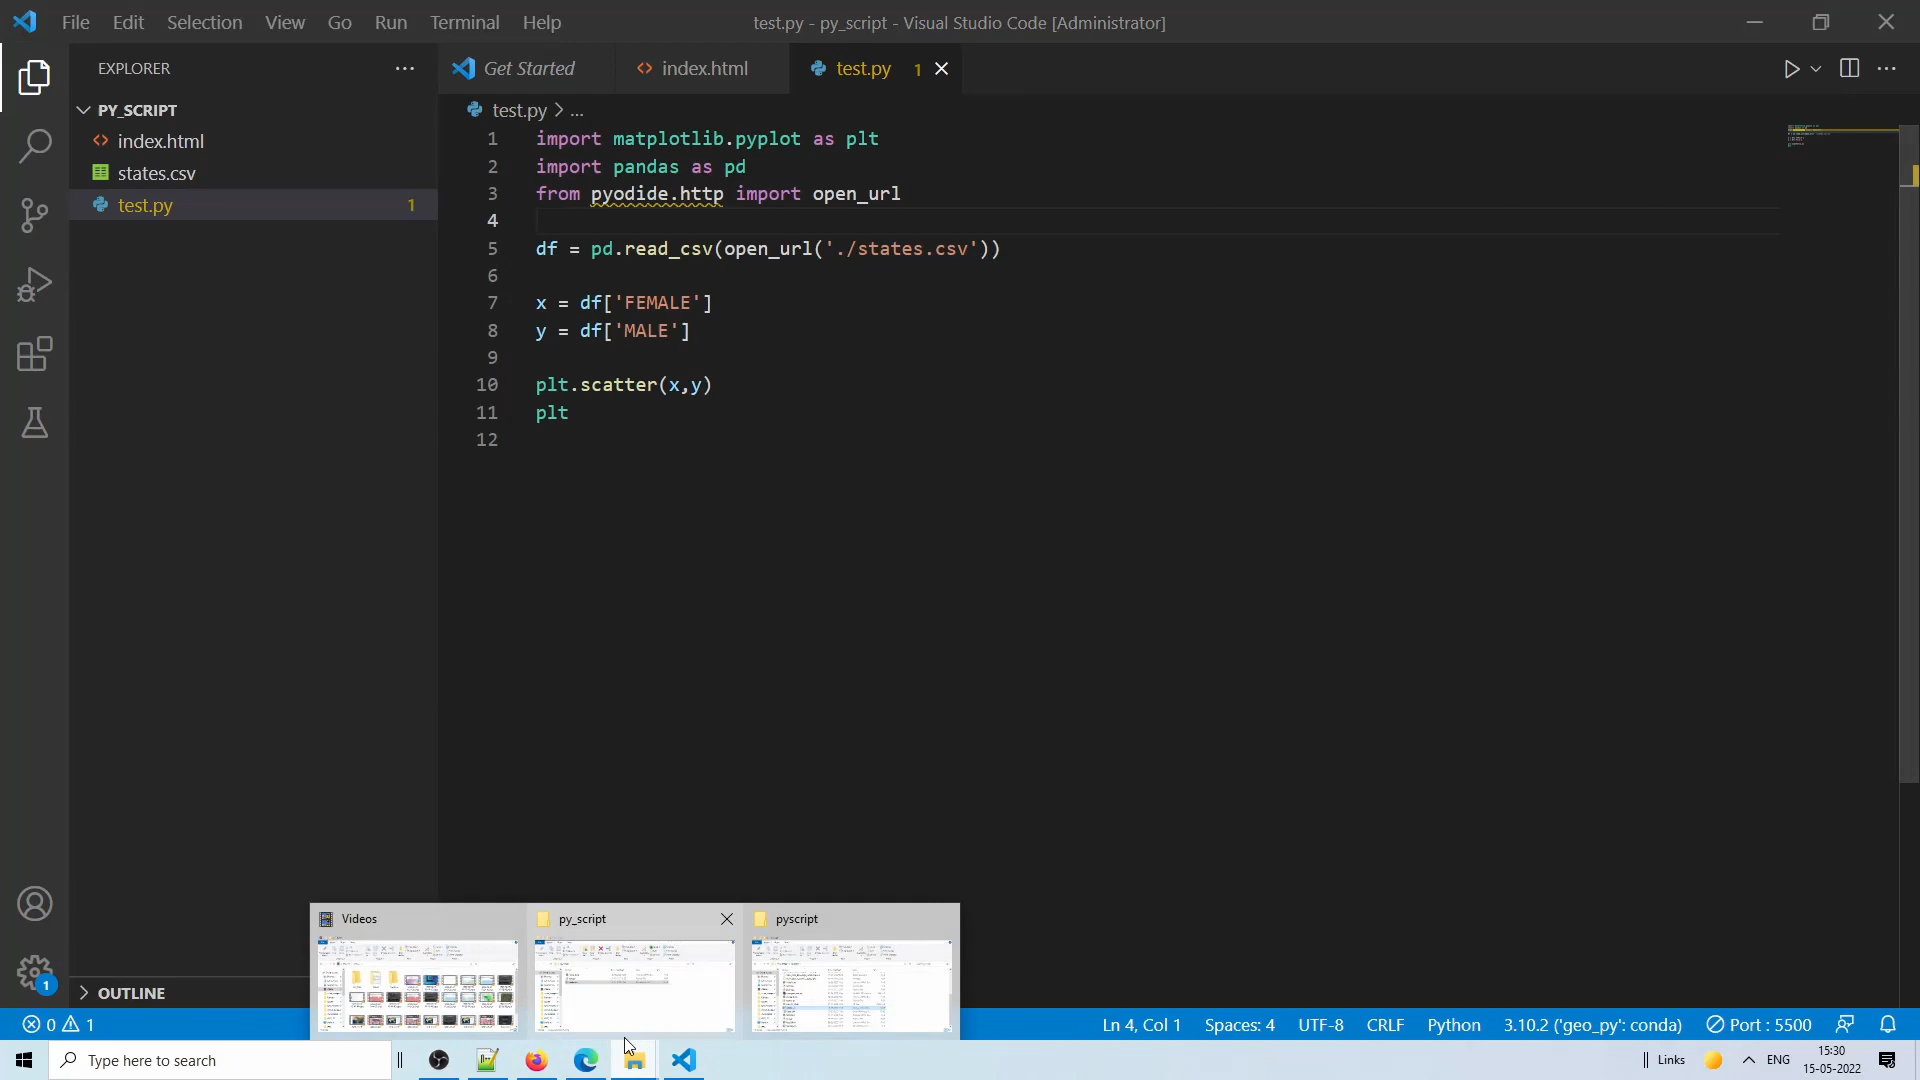 File Edit Selection View Go Run Terminal Help
test.py - py_script - Visual Studio Code [Administrator]
EXPLORER
Get Started
index.html
test.py 1
PY_SCRIPT
index.html
states.csv
test.py 1
test.py > ...
1 import matplotlib.pyplot as plt
2 import pandas as pd
3 from pyodide.http import open_url
4
5 df = pd.read_csv(open_url('./states.csv'))
6
7 x = df['FEMALE']
8 y = df['MALE']
9
10 plt.scatter(x,y)
11 plt
12
Videos
py_script
pyscript
1
OUTLINE
0 1
Ln 4, Col 1
Spaces: 4
UTF-8
CRLF
Python
3.10.2 ('geo_py': conda)
Port : 5500
Type here to search
Links
ENG
15:30
15-05-2022